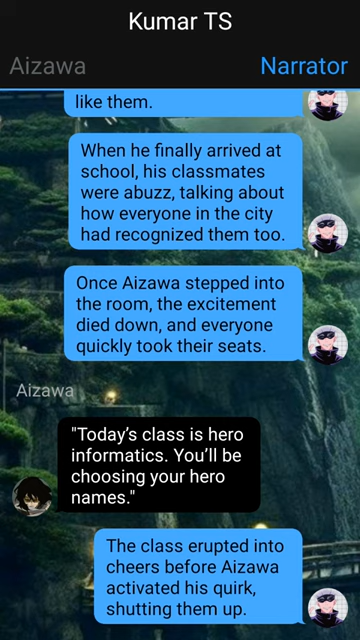 Kumar TS
Aizawa
Narrator
like them.
When he finally arrived at
school, his classmates
were abuzz, talking about
how everyone in the city
had recognized them too.
Once Aizawa stepped into
the room, the excitement
died down, and everyone
quickly took their seats.
Aizawa
"Today's class is hero
informatics. You'll be
choosing your hero
names."
The class erupted into
cheers before Aizawa
activated his quirk,
shutting them up.